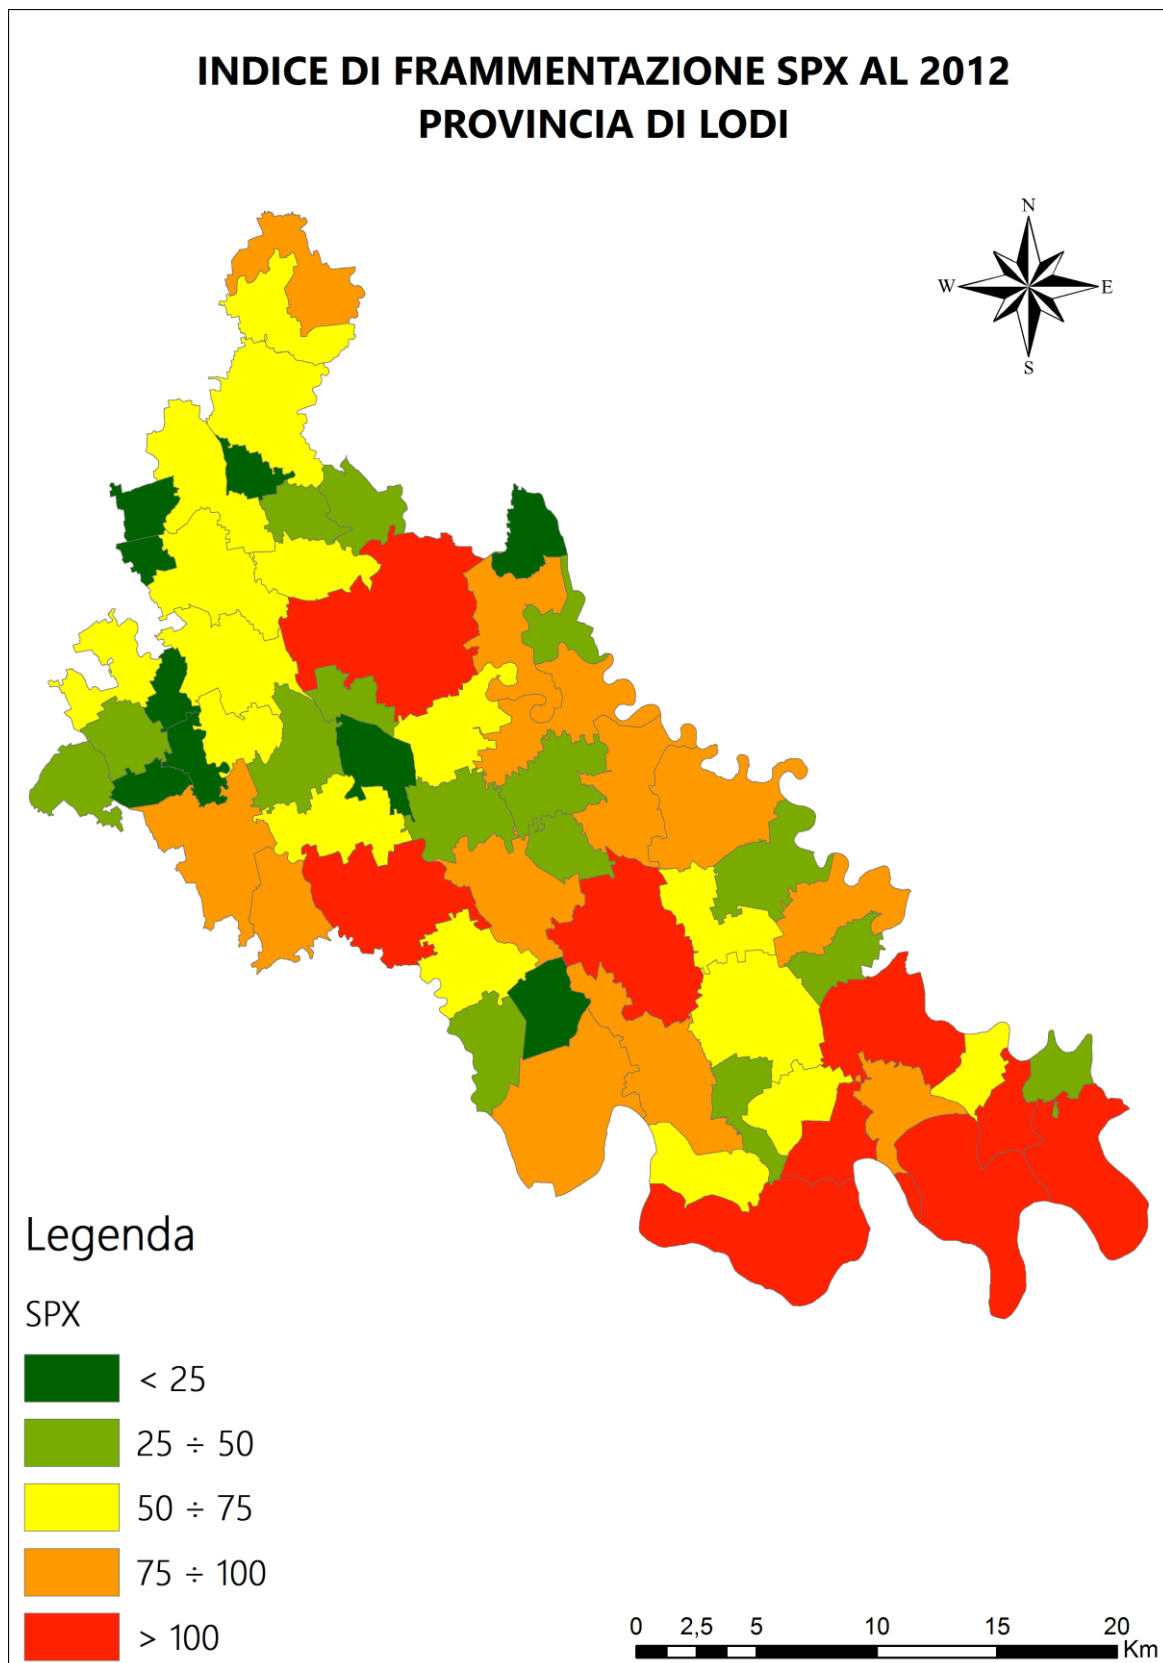 INDICE DI FRAMMENTAZIONE SPX AL 2012
PROVINCIA DI LODI
N
W
E
S
Legenda
SPX
< 25
25 ÷ 50
50 ÷ 75
75 ÷ 100
> 100
0 2,5 5 10 15 20
Km